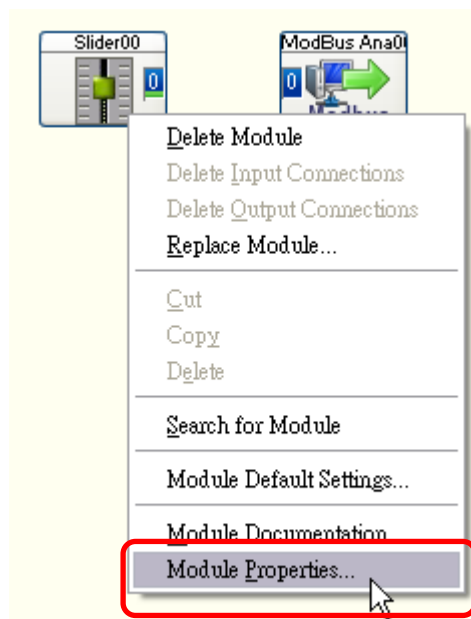 Slider00
ModBus Ana0
0
0
Modbus
Delete Module
Delete Input Connections
Delete Output Connections
Replace Module...
Cut
Copy
Delete
Search for Module
Module Default Settings...
Module Documentation
Module Properties...